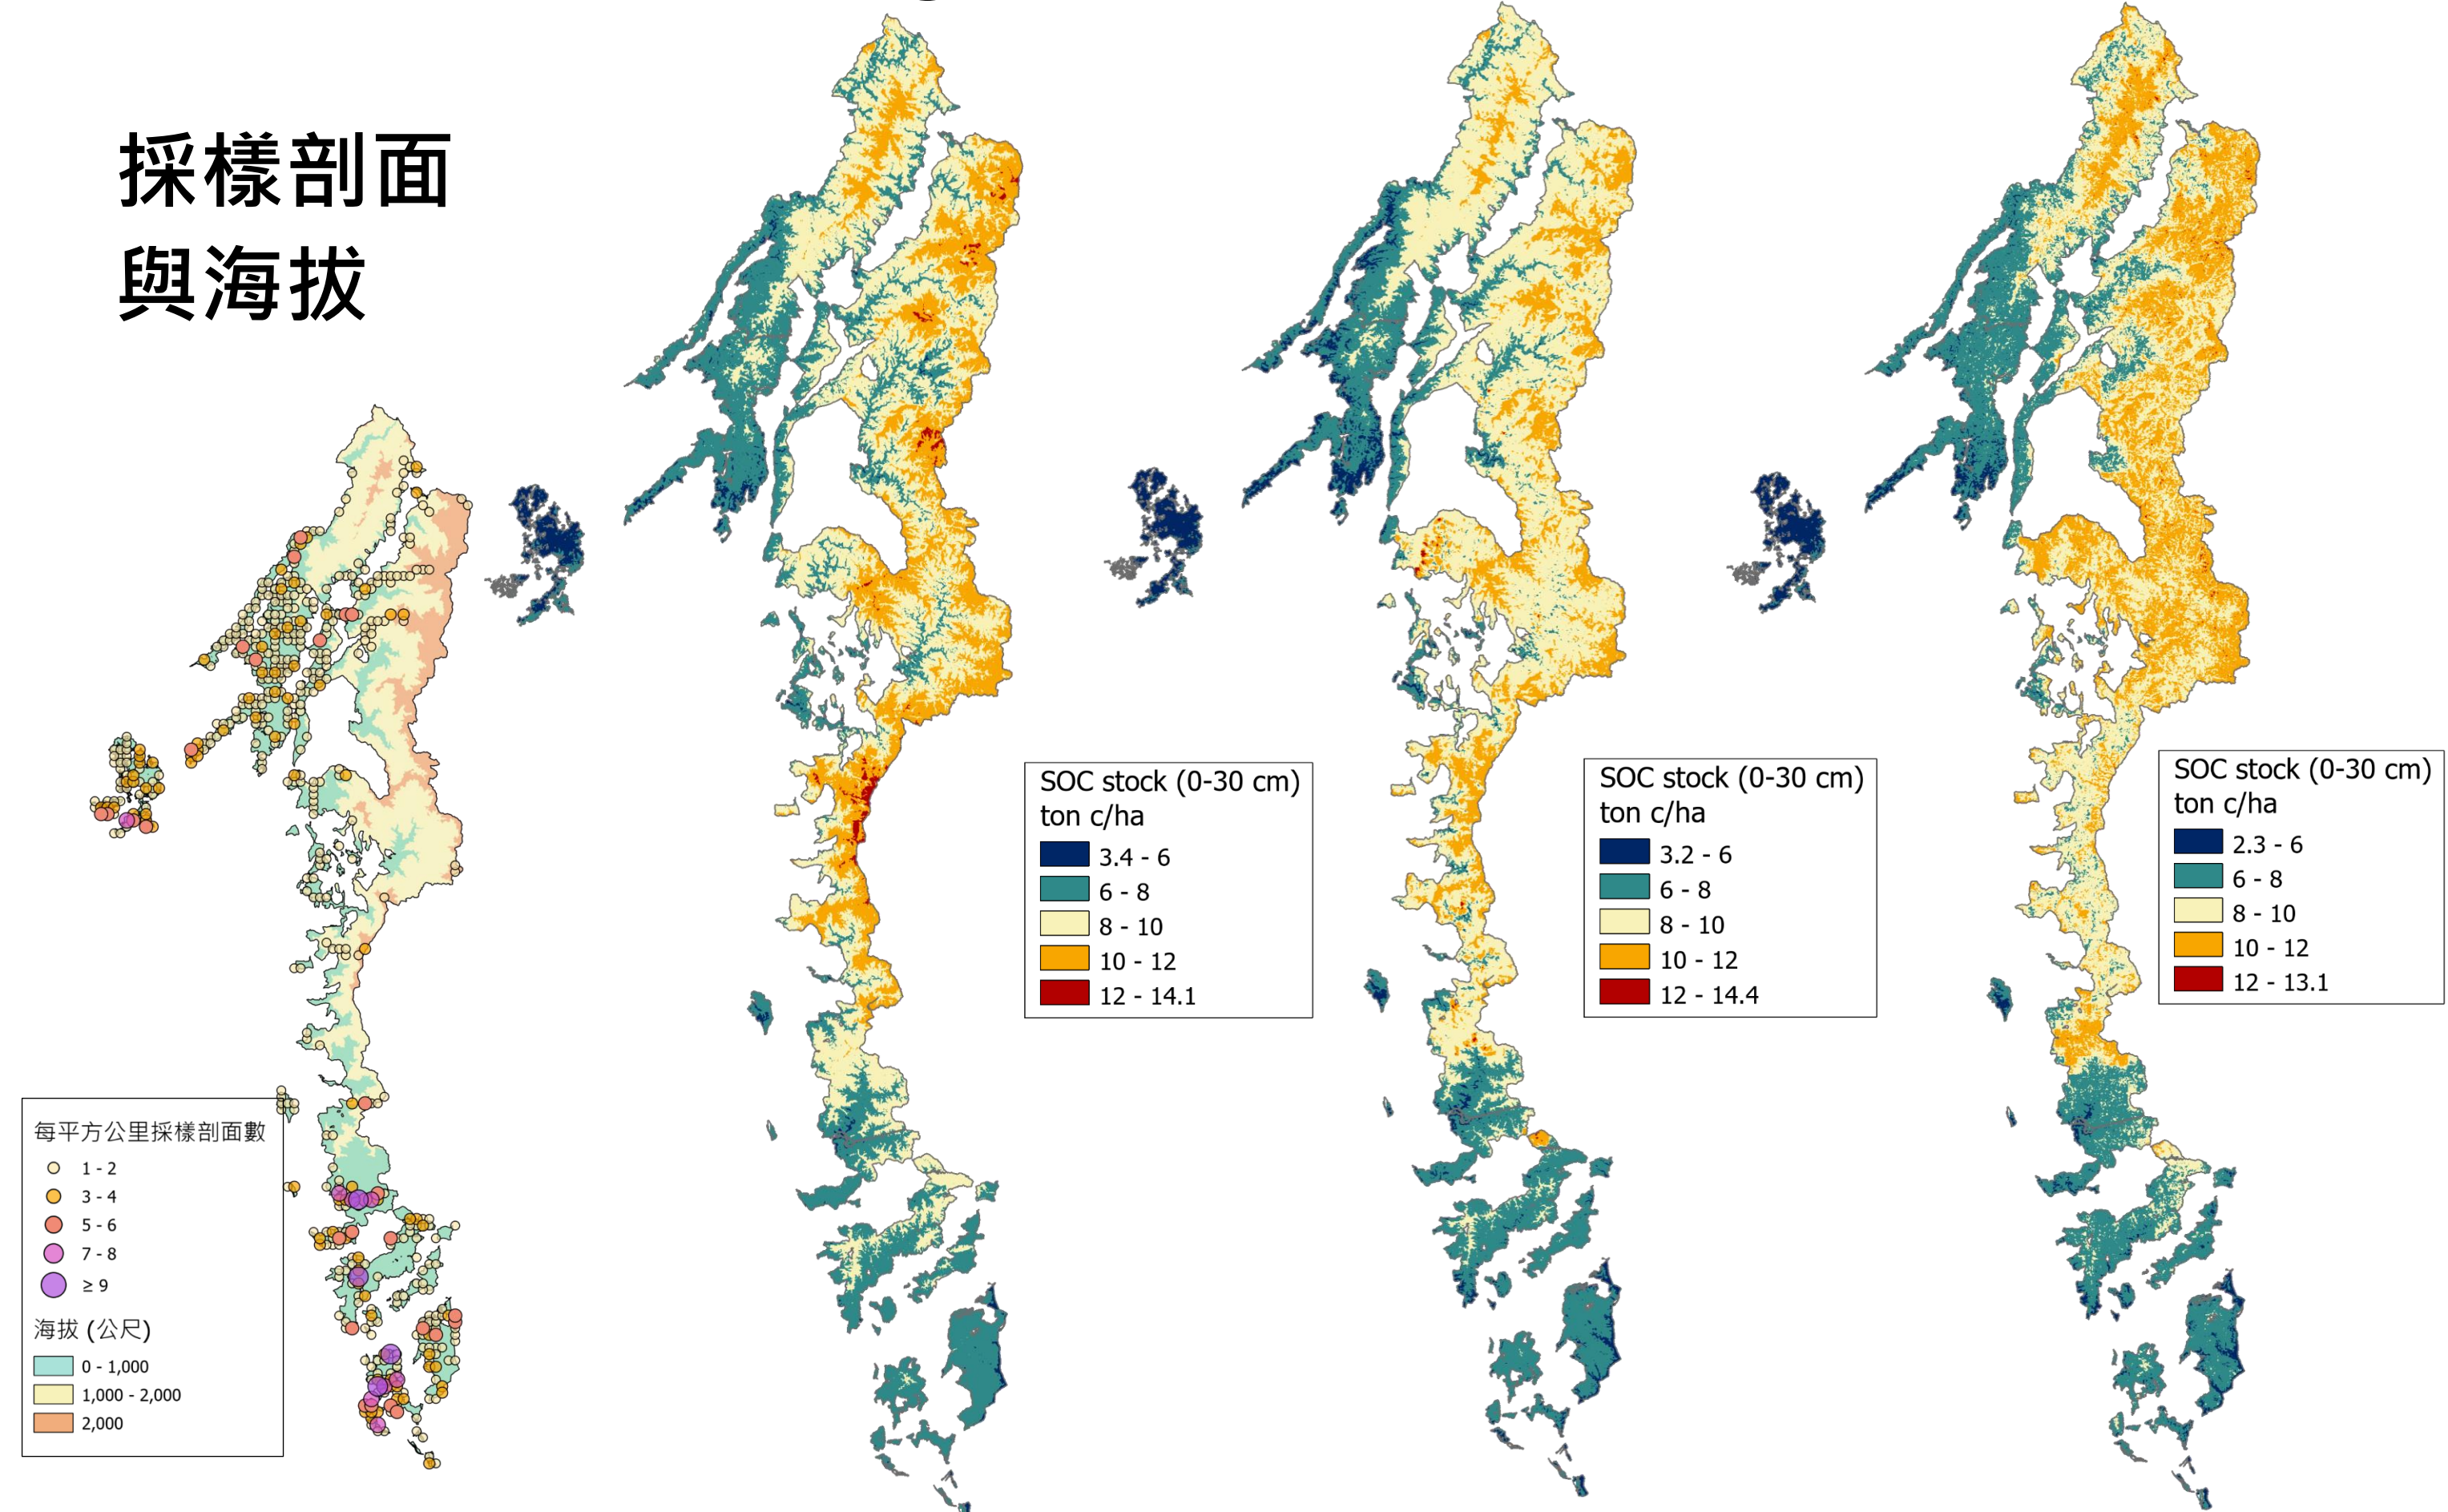 採樣剖面
與海拔
每平方公里採樣剖面數
1 - 2
3 - 4
5 - 6
7 - 8
≥ 9
海拔 (公尺)
0 - 1,000
1,000 - 2,000
2,000
SOC stock (0-30 cm)
ton c/ha
3.4 - 6
6 - 8
8 - 10
10 - 12
12 - 14.1
SOC stock (0-30 cm)
ton c/ha
3.2 - 6
6 - 8
8 - 10
10 - 12
12 - 14.4
SOC stock (0-30 cm)
ton c/ha
2.3 - 6
6 - 8
8 - 10
10 - 12
12 - 13.1